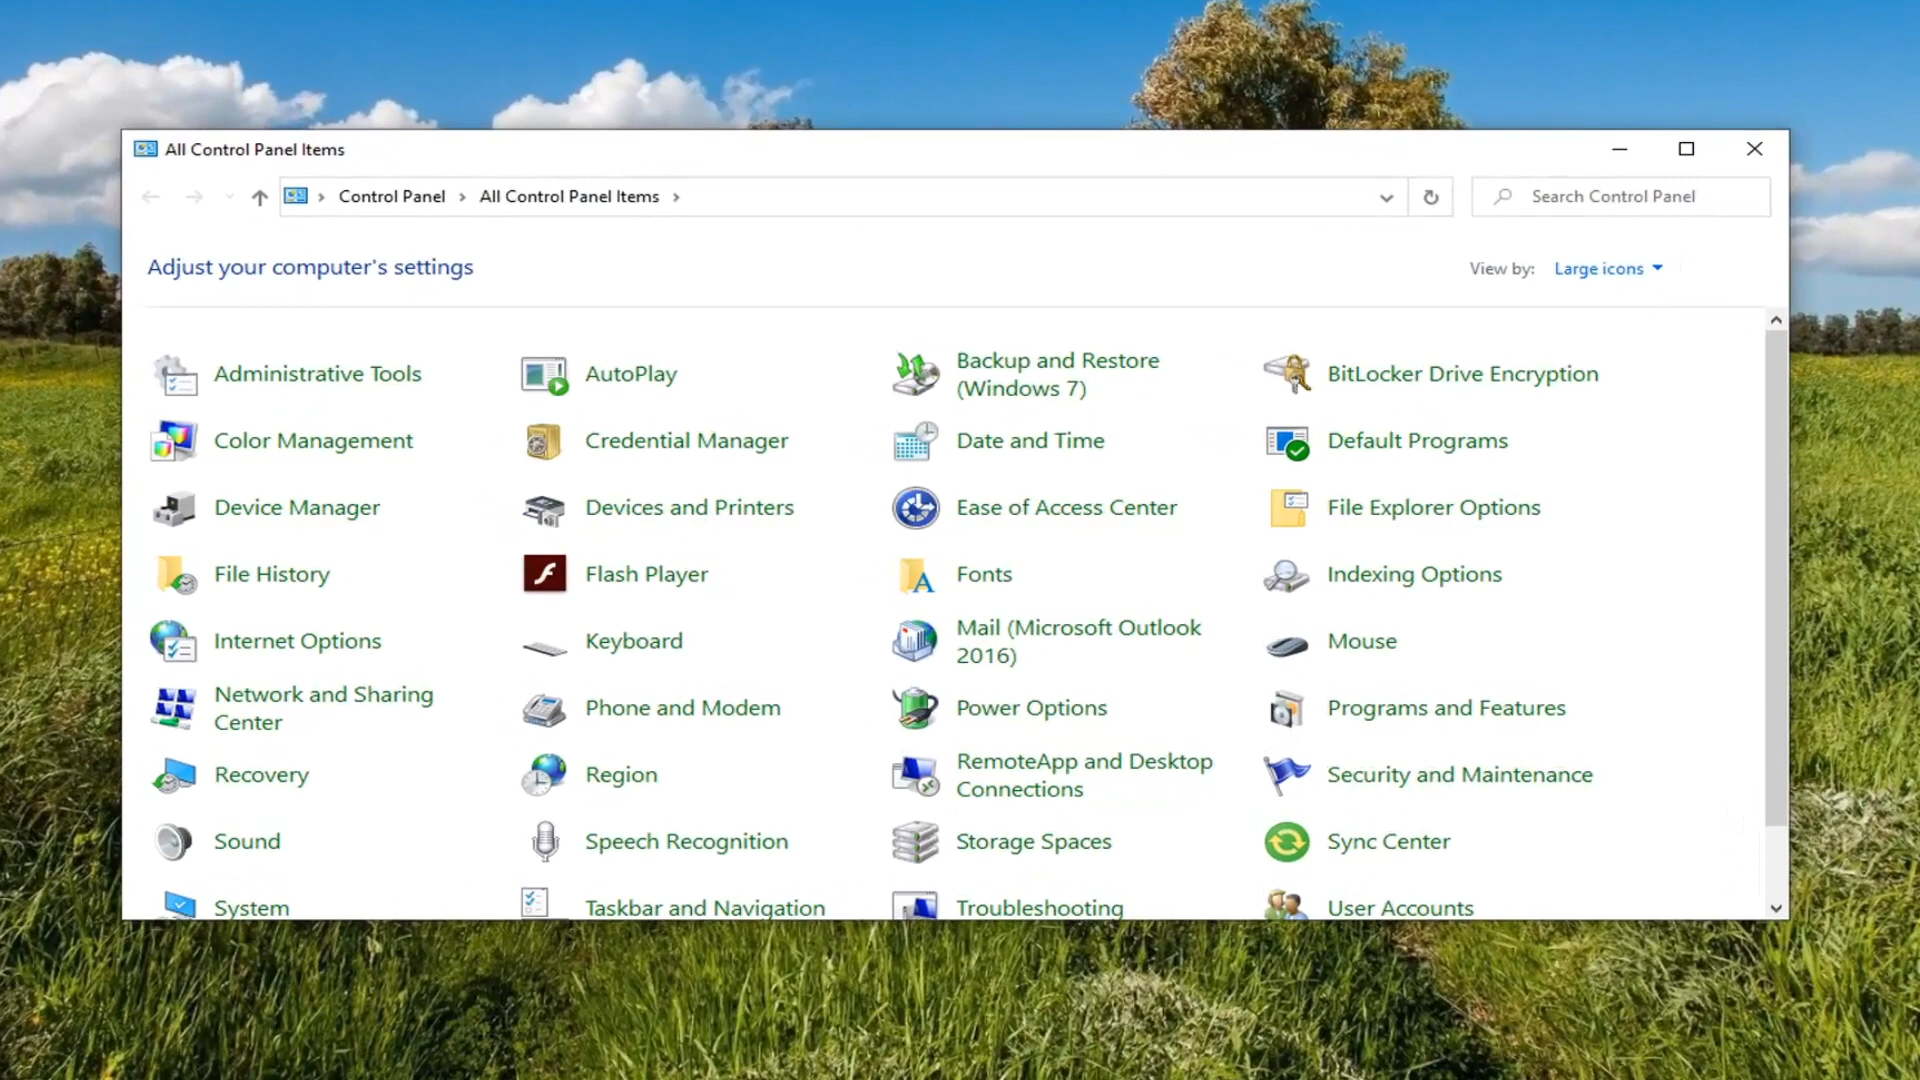 All Control Panel Items
Control Panel > All Control Panel Items >
Search Control Panel
Adjust your computer's settings
View by: Large icons
Administrative Tools
AutoPlay
Backup and Restore
(Windows 7)
BitLocker Drive Encryption
Color Management
Credential Manager
Date and Time
Default Programs
Device Manager
Devices and Printers
Ease of Access Center
File Explorer Options
File History
Flash Player
Fonts
Indexing Options
Internet Options
Keyboard
Mail (Microsoft Outlook
2016)
Mouse
Network and Sharing
Center
Phone and Modem
Power Options
Programs and Features
Recovery
Region
RemoteApp and Desktop
Connections
Security and Maintenance
Sound
Speech Recognition
Storage Spaces
Sync Center
System
Taskbar and Navigation
Troubleshooting
User Accounts